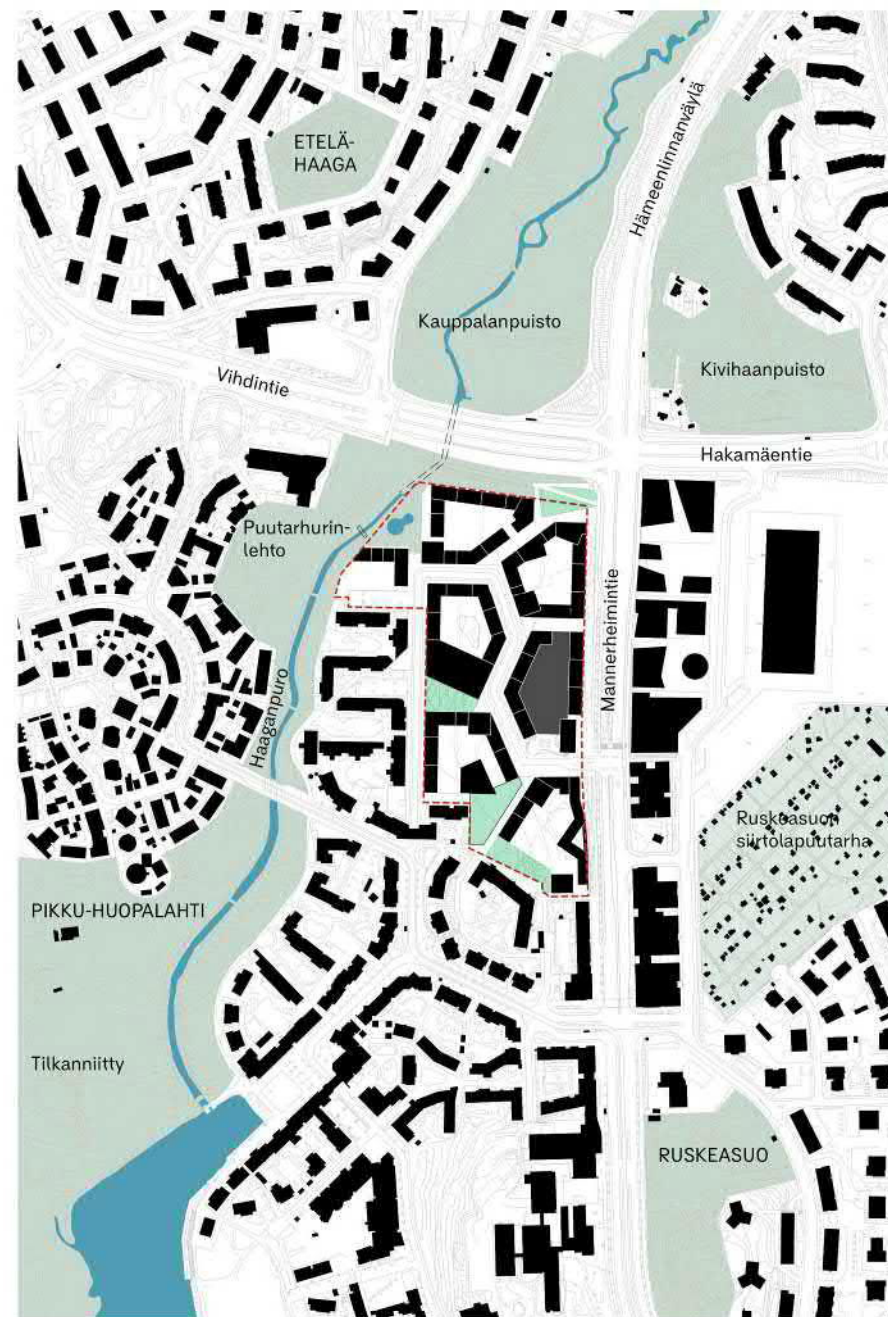 ETELÄ-
HAAGA
Hämeenlinnanväylä
Kauppalanpuisto
Vihdintie
Kivihaanpuisto
Hakamäentie
Puutarhurin-
lehto
Mannerheimintie
Haaganpuro
Ruskeasuon
siirtolapuutarha
PIKKU-HUOPALAHTI
Tilkanniitty
RUSKEASUO